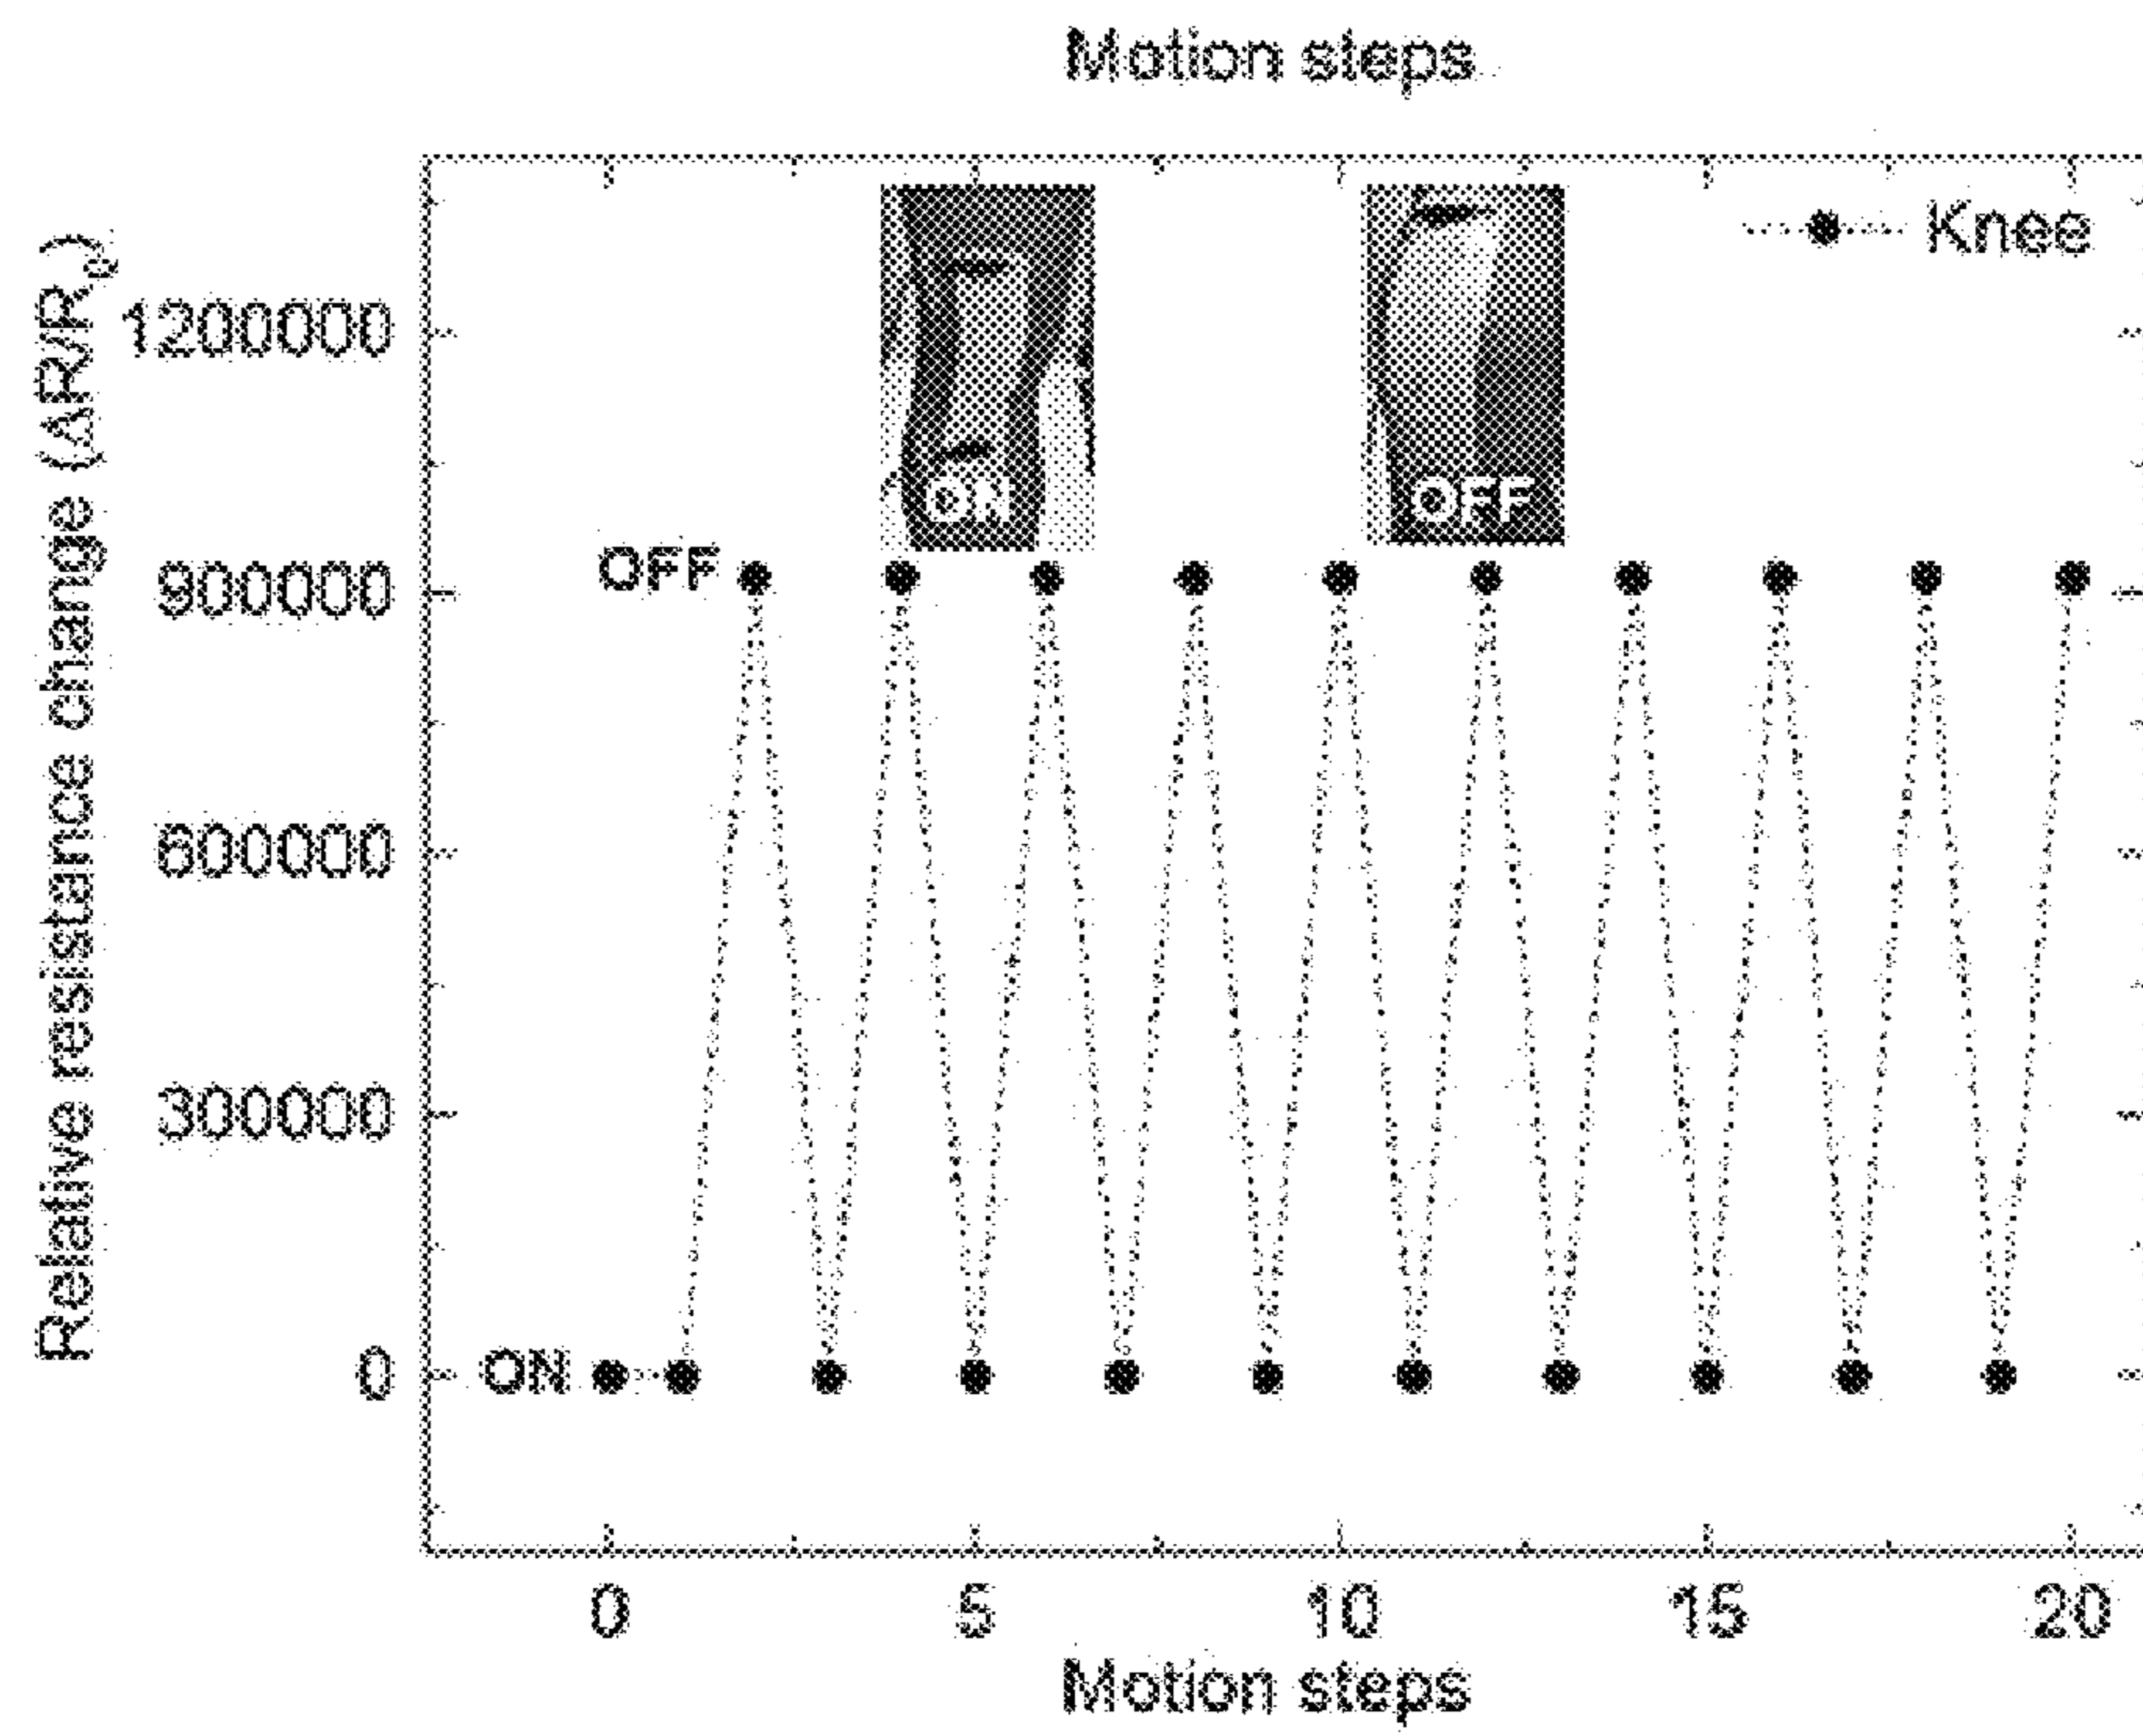 Motion steps
Knee
ON
OFF
Relative resistance change (ΔR/R₀)
1200000
900000
600000
300000
0
OFF
ON
0 5 10 15 20
Motion steps